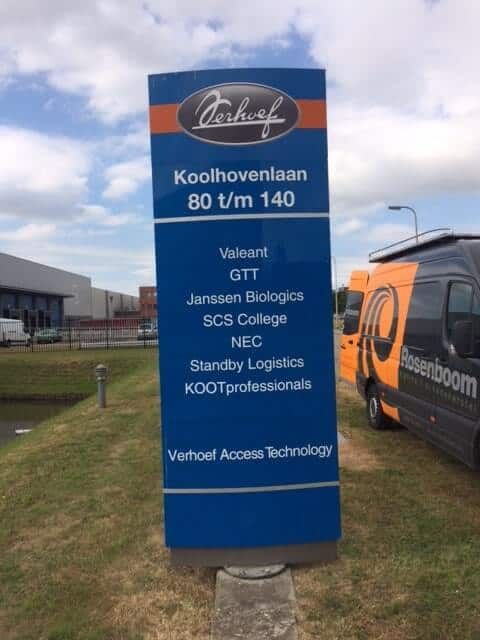 Verhoef
Koolhovenlaan
80 t/m 140
Valeant
GTT
Janssen Biologics
SCS College
NEC
Standby Logistics
KOOTprofessionals
Verhoef Access Technology
Rosenboom